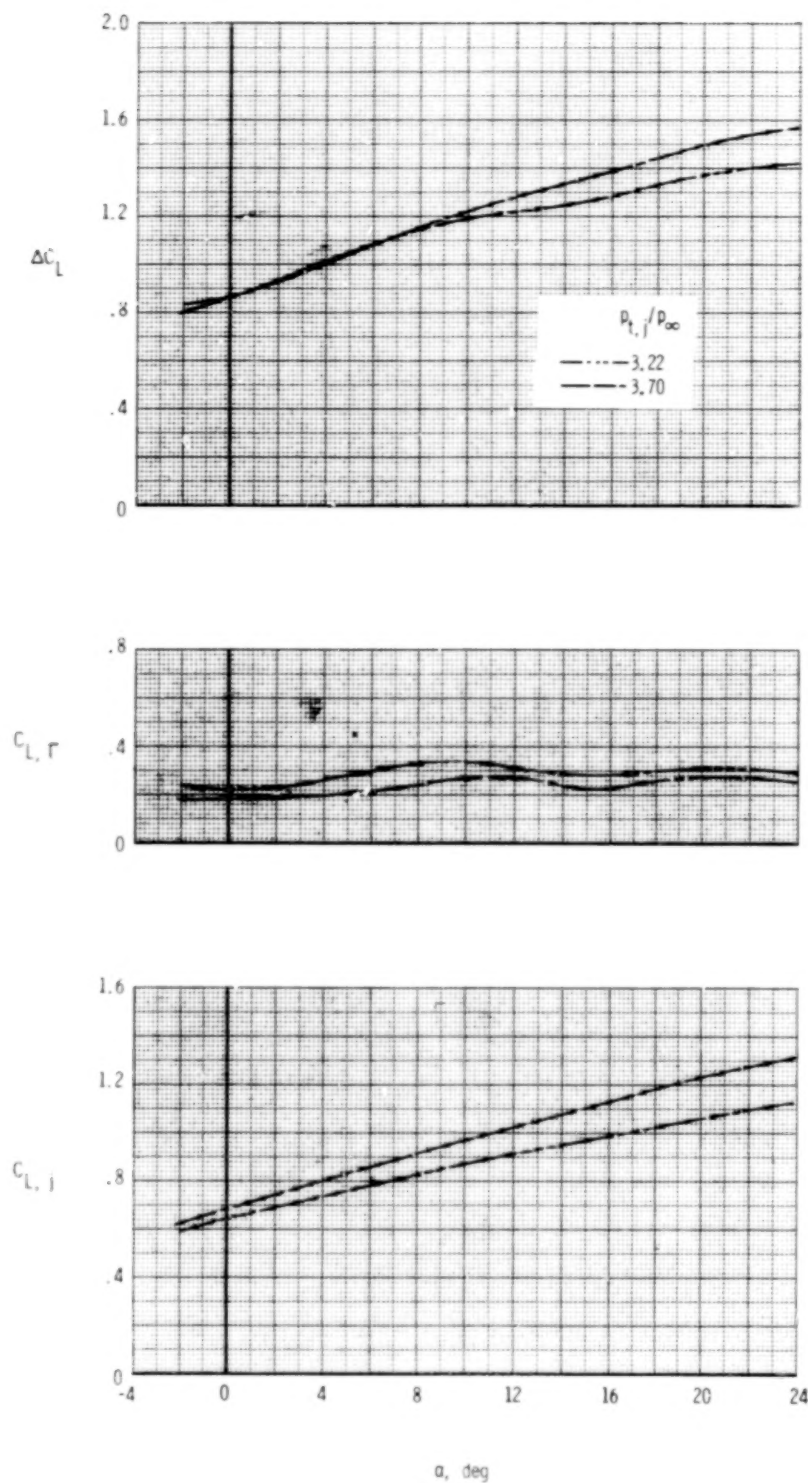 2.0
1.6
1.2
ΔC_L
.8
.4
0
p_t,j/p_∞
3.22
3.70
.8
C_L,Γ
.4
0
1.6
1.2
C_L,j
.8
.4
0
-4 0 4 8 12 16 20 24
α, deg